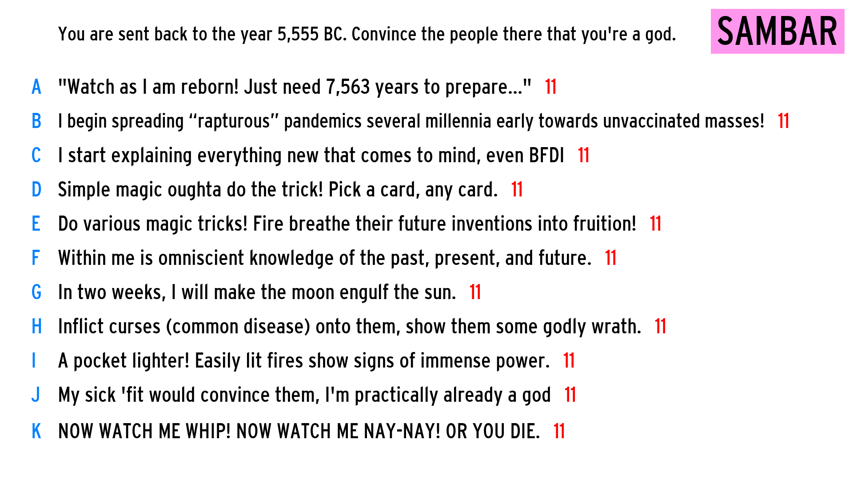 You are sent back to the year 5,555 BC. Convince the people there that you're a god.
SAMBAR
A "Watch as I am reborn! Just need 7,563 years to prepare..." 11
B I begin spreading “rapturous” pandemics several millennia early towards unvaccinated masses! 11
C I start explaining everything new that comes to mind, even BFDI 11
D Simple magic oughta do the trick! Pick a card, any card. 11
E Do various magic tricks! Fire breathe their future inventions into fruition! 11
F Within me is omniscient knowledge of the past, present, and future. 11
G In two weeks, I will make the moon engulf the sun. 11
H Inflict curses (common disease) onto them, show them some godly wrath. 11
I A pocket lighter! Easily lit fires show signs of immense power. 11
J My sick 'fit would convince them, I'm practically already a god 11
K NOW WATCH ME WHIP! NOW WATCH ME NAY-NAY! OR YOU DIE. 11